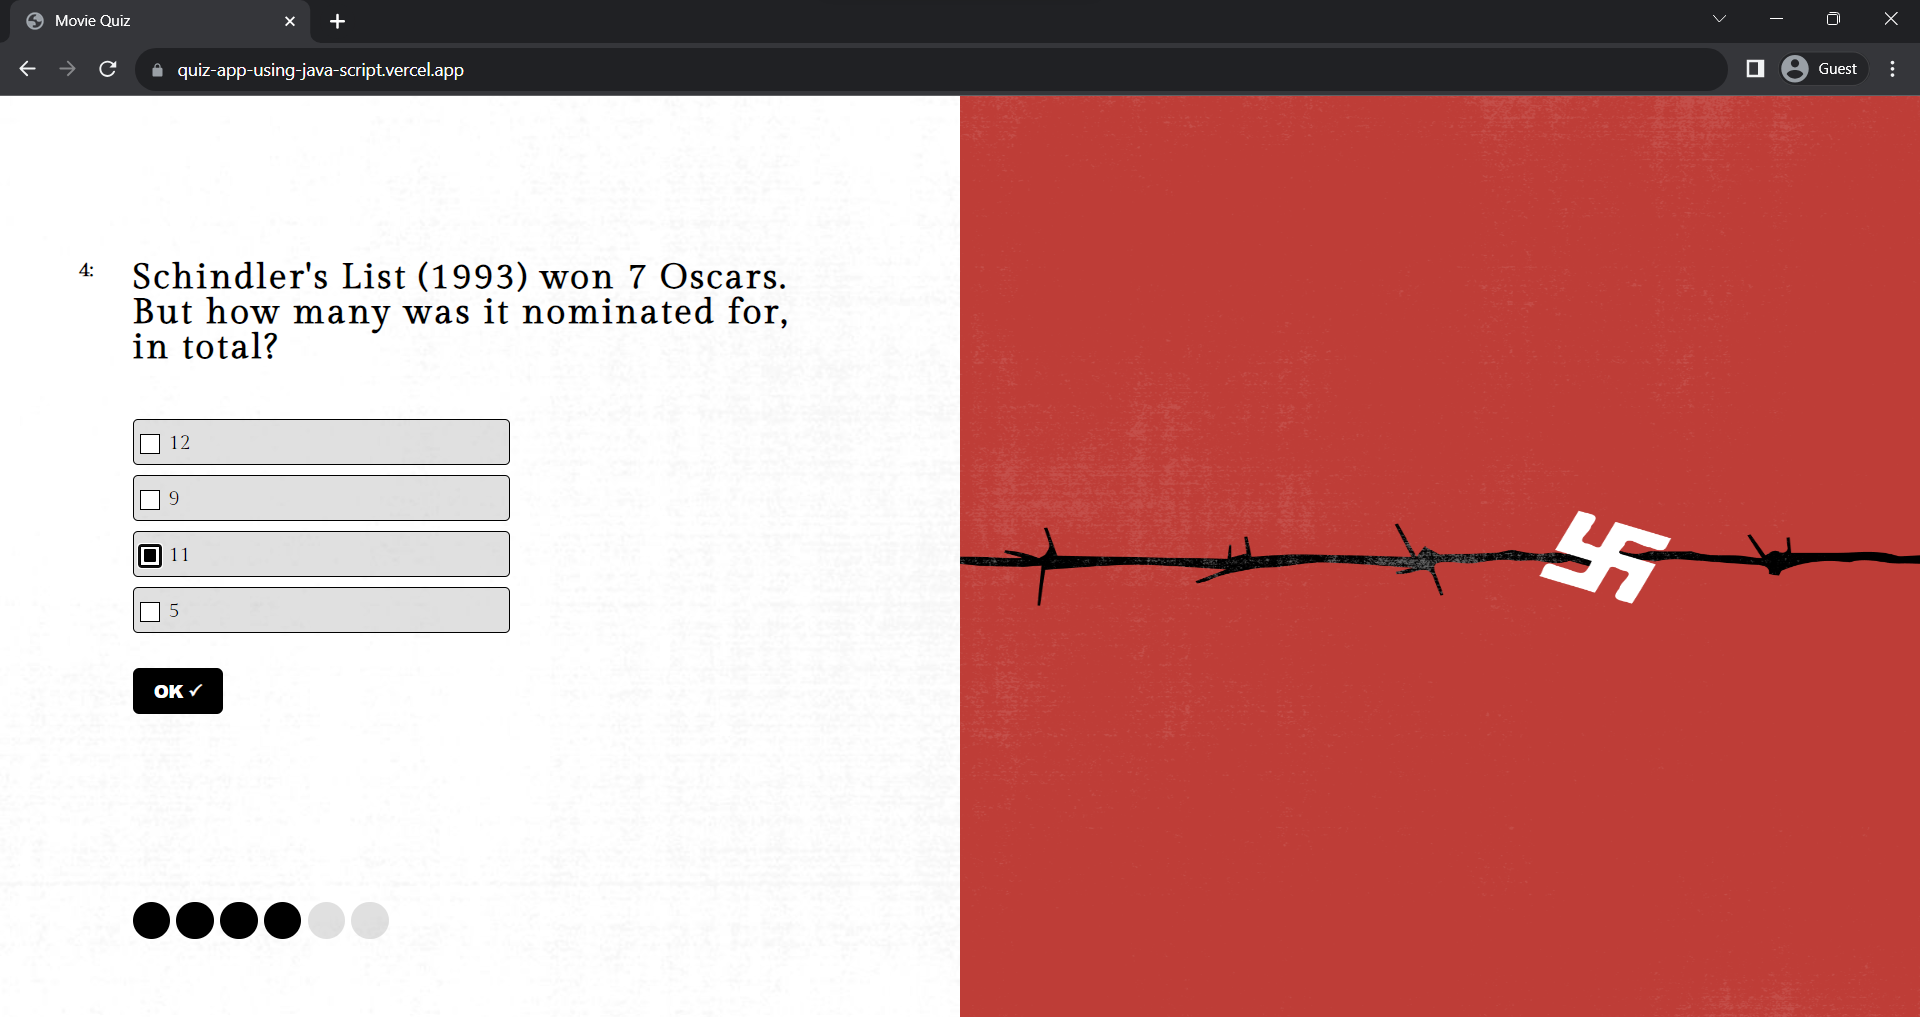 Movie Quiz
quiz-app-using-java-script.vercel.app
Guest
4:
Schindler's List (1993) won 7 Oscars.
But how many was it nominated for,
in total?
12
9
11
5
OK ✓